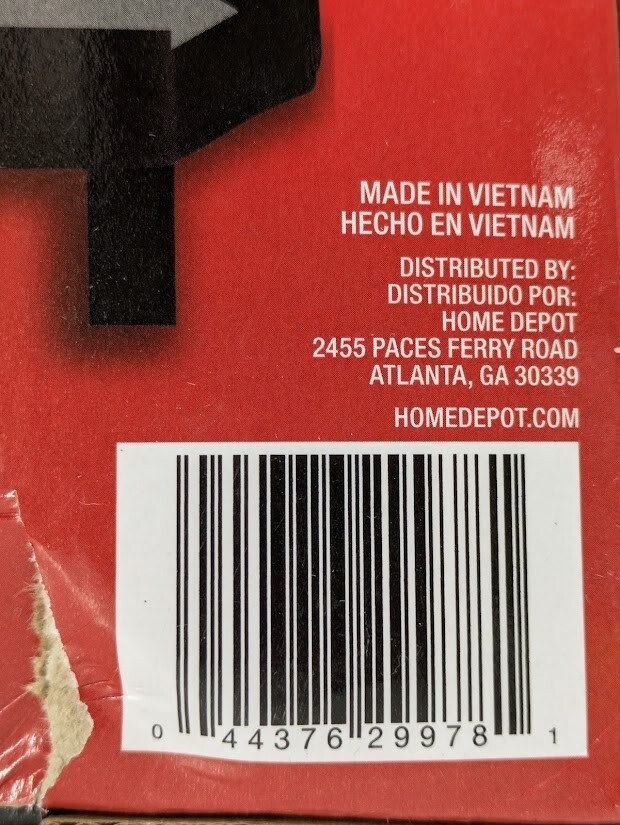 MADE IN VIETNAM
HECHO EN VIETNAM
DISTRIBUTED BY:
DISTRIBUIDO POR:
HOME DEPOT
2455 PACES FERRY ROAD
ATLANTA, GA 30339
HOMEDEPOT.COM
0 44376 29978 1